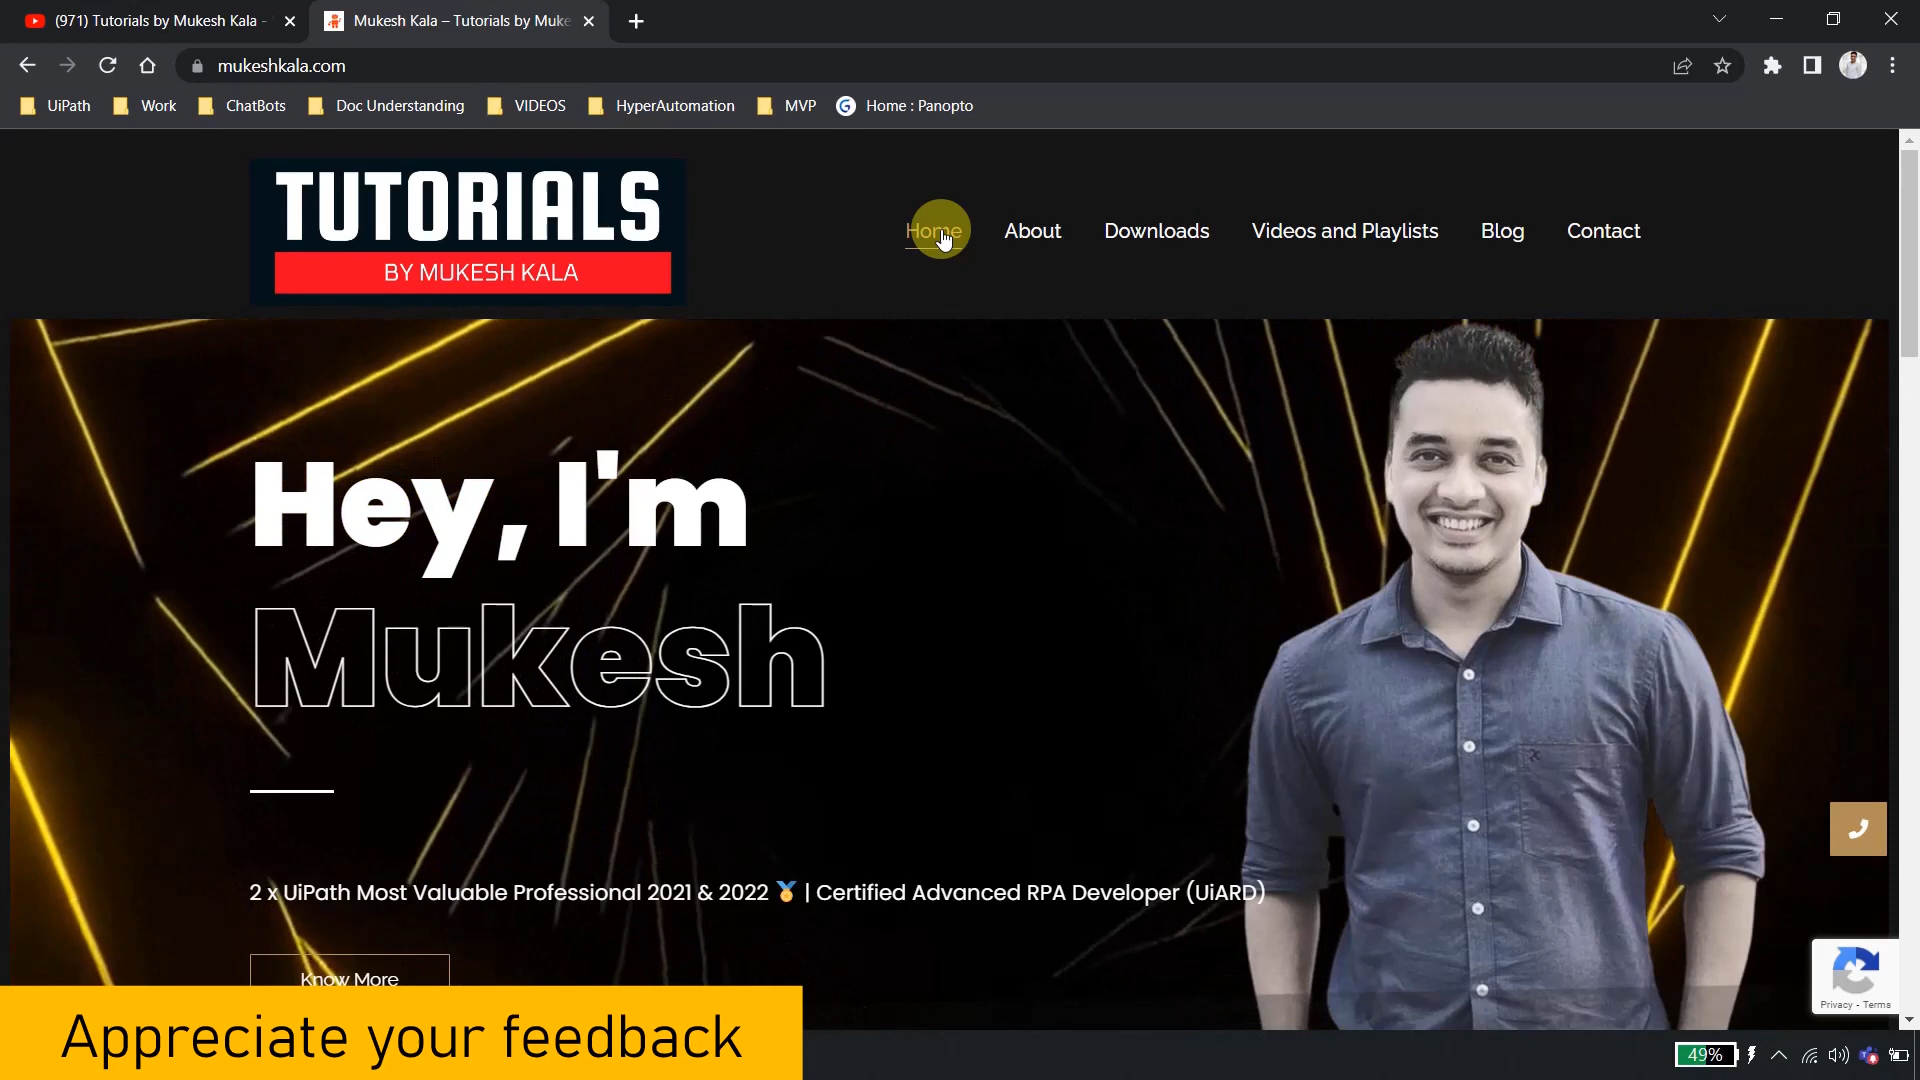 (971) Tutorials by Mukesh Kala -
Mukesh Kala – Tutorials by Muke
mukeshkala.com
UiPath
Work
ChatBots
Doc Understanding
VIDEOS
HyperAutomation
MVP
Home : Panopto
TUTORIALS
BY MUKESH KALA
Home
About
Downloads
Videos and Playlists
Blog
Contact
Hey, I'm
Mukesh
2 x UiPath Most Valuable Professional 2021 & 2022 🏅 | Certified Advanced RPA Developer (UiARD)
Know More
Privacy - Terms
Appreciate your feedback
49%